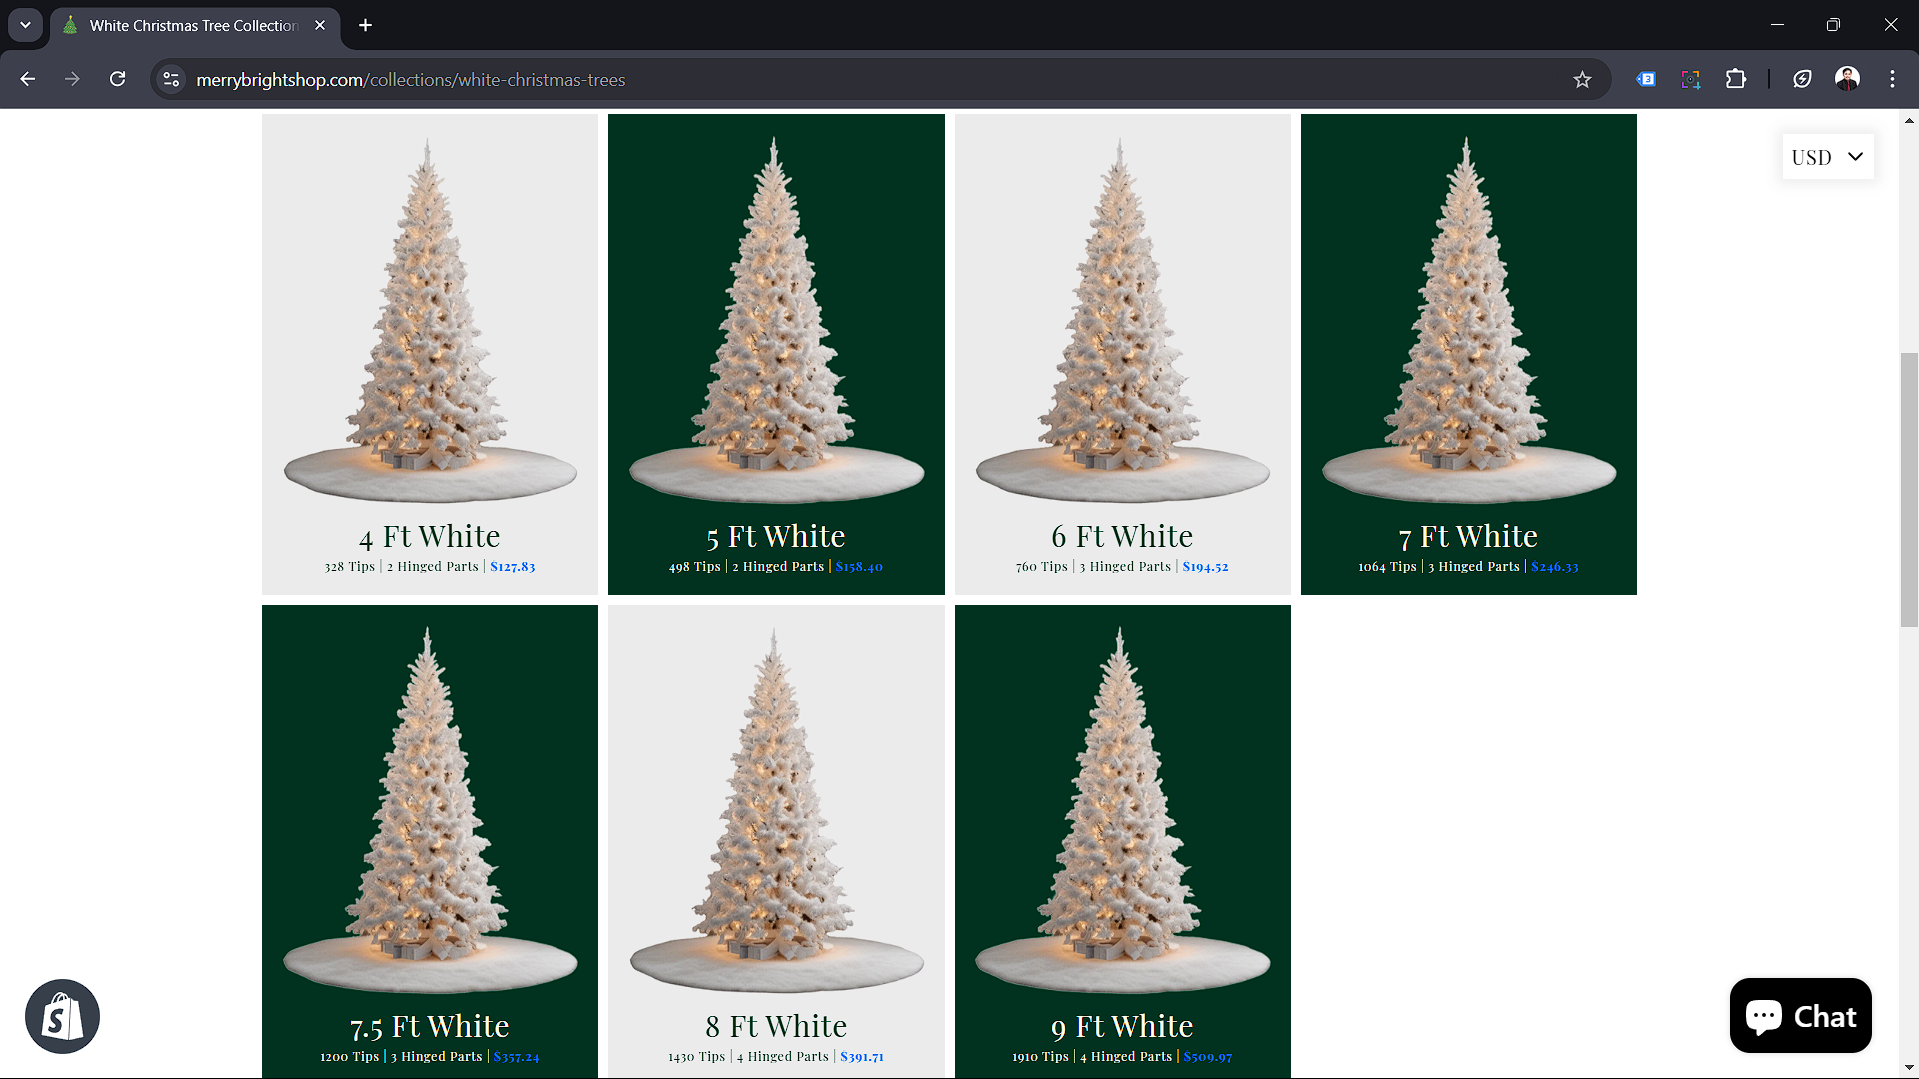 White Christmas Tree Collection
merrybrightshop.com/collections/white-christmas-trees
3
USD
4 Ft White
328 Tips | 2 Hinged Parts | $127.83
5 Ft White
498 Tips | 2 Hinged Parts | $158.40
6 Ft White
760 Tips | 3 Hinged Parts | $194.52
7 Ft White
1064 Tips | 3 Hinged Parts | $246.33
7.5 Ft White
1200 Tips | 3 Hinged Parts | $357.24
8 Ft White
1430 Tips | 4 Hinged Parts | $391.71
9 Ft White
1910 Tips | 4 Hinged Parts | $509.97
S
Chat